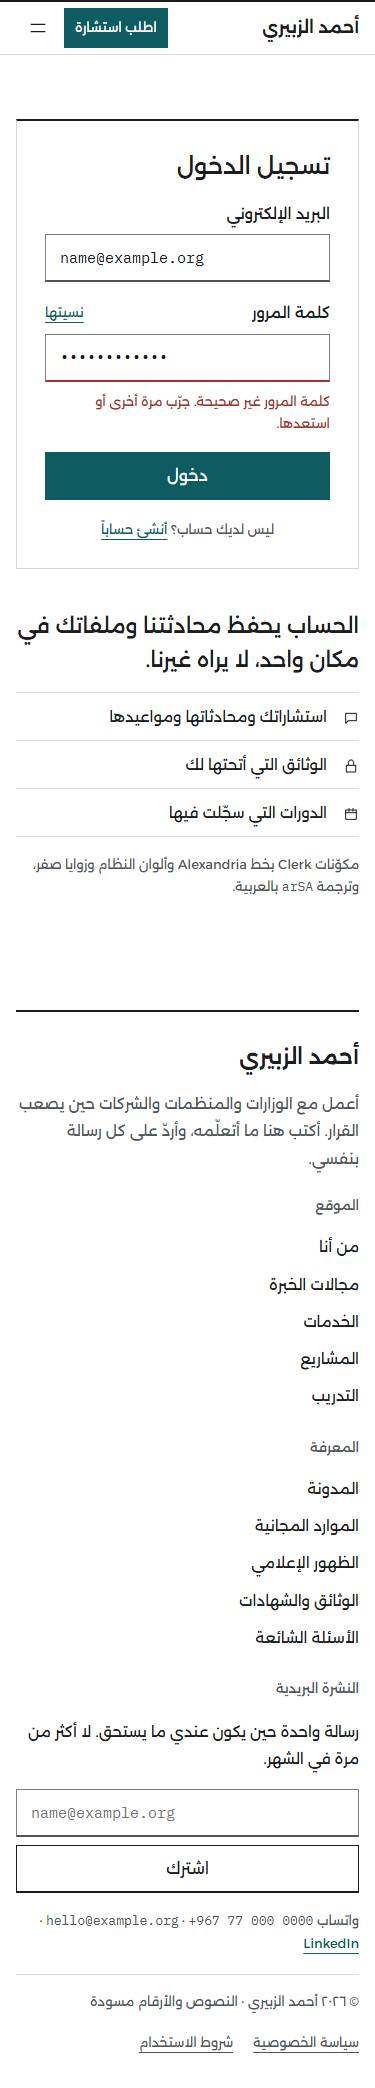 أحمد الزبيري
اطلب استشارة
تسجيل الدخول
البريد الإلكتروني
name@example.org
كلمة المرور
نسيتها
••••••••••••
كلمة المرور غير صحيحة. جرّب مرة أخرى أو
استعدها.
دخول
ليس لديك حساب؟ أنشئ حساباً
الحساب يحفظ محادثتنا وملفاتك في
مكان واحد، لا يراه غيرنا.
استشاراتك ومحادثاتها ومواعيدها
الوثائق التي أتحتها لك
الدورات التي سجّلت فيها
مكوّنات Clerk بخط Alexandria وألوان النظام وزوايا صفر،
وترجمة arSA بالعربية.
أحمد الزبيري
أعمل مع الوزارات والمنظمات والشركات حين يصعب
القرار. أكتب هنا ما أتعلّمه، وأردّ على كل رسالة
بنفسي.
الموقع
من أنا
مجالات الخبرة
الخدمات
المشاريع
التدريب
المعرفة
المدونة
الموارد المجانية
الظهور الإعلامي
الوثائق والشهادات
الأسئلة الشائعة
النشرة البريدية
رسالة واحدة حين يكون عندي ما يستحق. لا أكثر من
مرة في الشهر.
name@example.org
اشترك
واتساب ‎+967 77 000 0000 · hello@example.org ·
LinkedIn
© ٢٠٢٦ أحمد الزبيري · النصوص والأرقام مسودة
سياسة الخصوصية
شروط الاستخدام